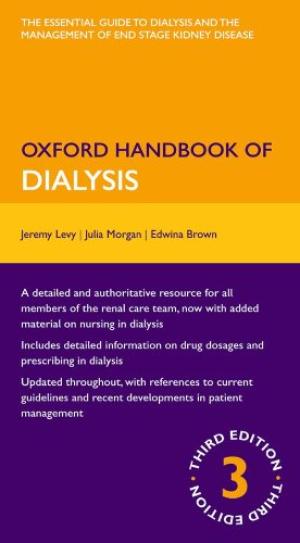 THE ESSENTIAL GUIDE TO DIALYSIS AND THE
MANAGEMENT OF END STAGE KIDNEY DISEASE
OXFORD HANDBOOK OF
DIALYSIS
Jeremy Levy | Julia Morgan | Edwina Brown
A detailed and authoritative resource for all
members of the renal care team, now with added
material on nursing in dialysis
Includes detailed information on drug dosages and
prescribing in dialysis
Updated throughout, with references to current
guidelines and recent developments in patient
management
• THIRD EDITION • THIRD EDITION
3